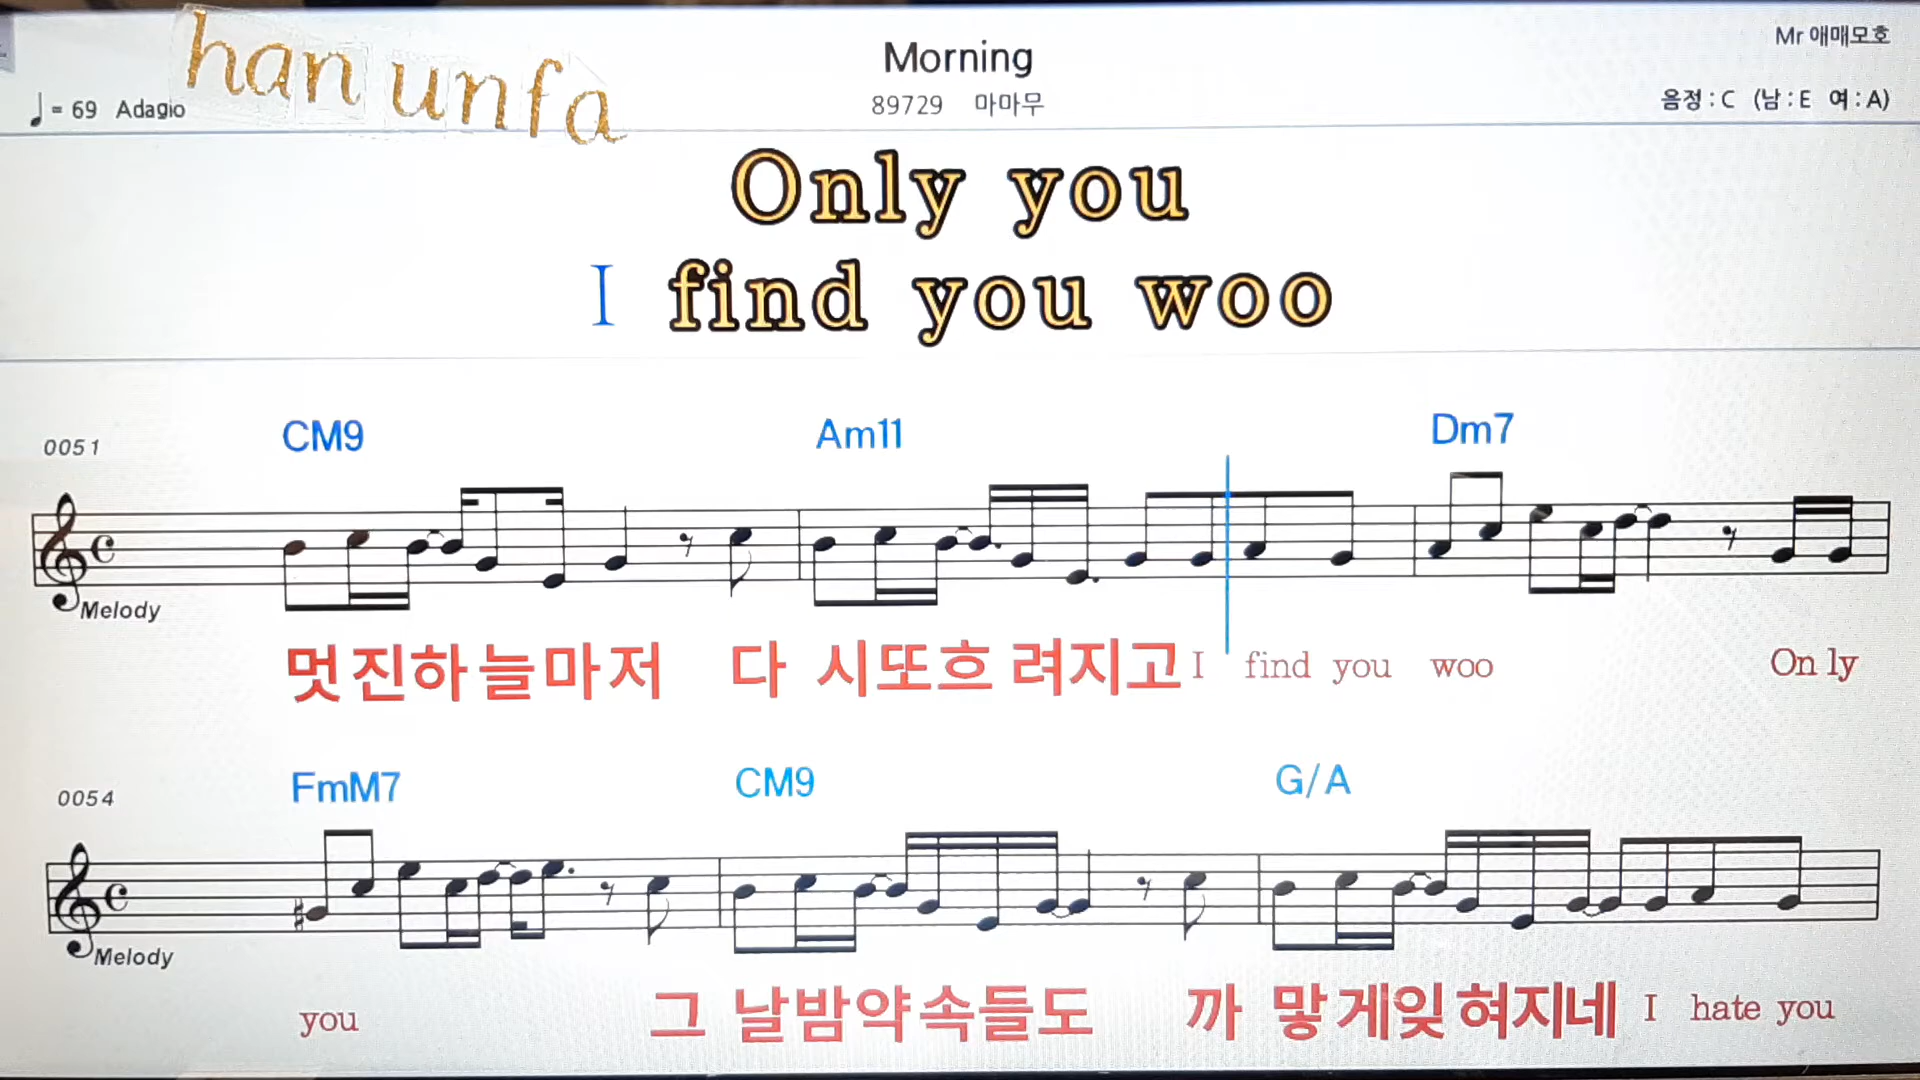 han unfa
Morning
Mr 애매모호
= 69 Adagio
89729 마마무
음정 : C (남 : E 여 : A)
Only you
I find you woo
CM9 Am11 Dm7
0051
Melody
멋진하늘마저 다 시또흐려지고 I find you woo On ly
FmM7 CM9 G/A
0054
Melody
you 그 날밤약속들도 까 맣게잊혀지네 I hate you